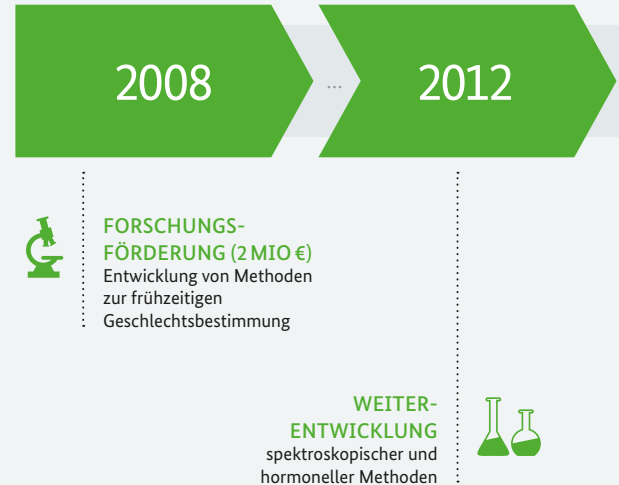 2008
...
2012
FORSCHUNGS-
FÖRDERUNG (2 MIO €)
Entwicklung von Methoden
zur frühzeitigen
Geschlechtsbestimmung
WEITER-
ENTWICKLUNG
spektroskopischer und
hormoneller Methoden